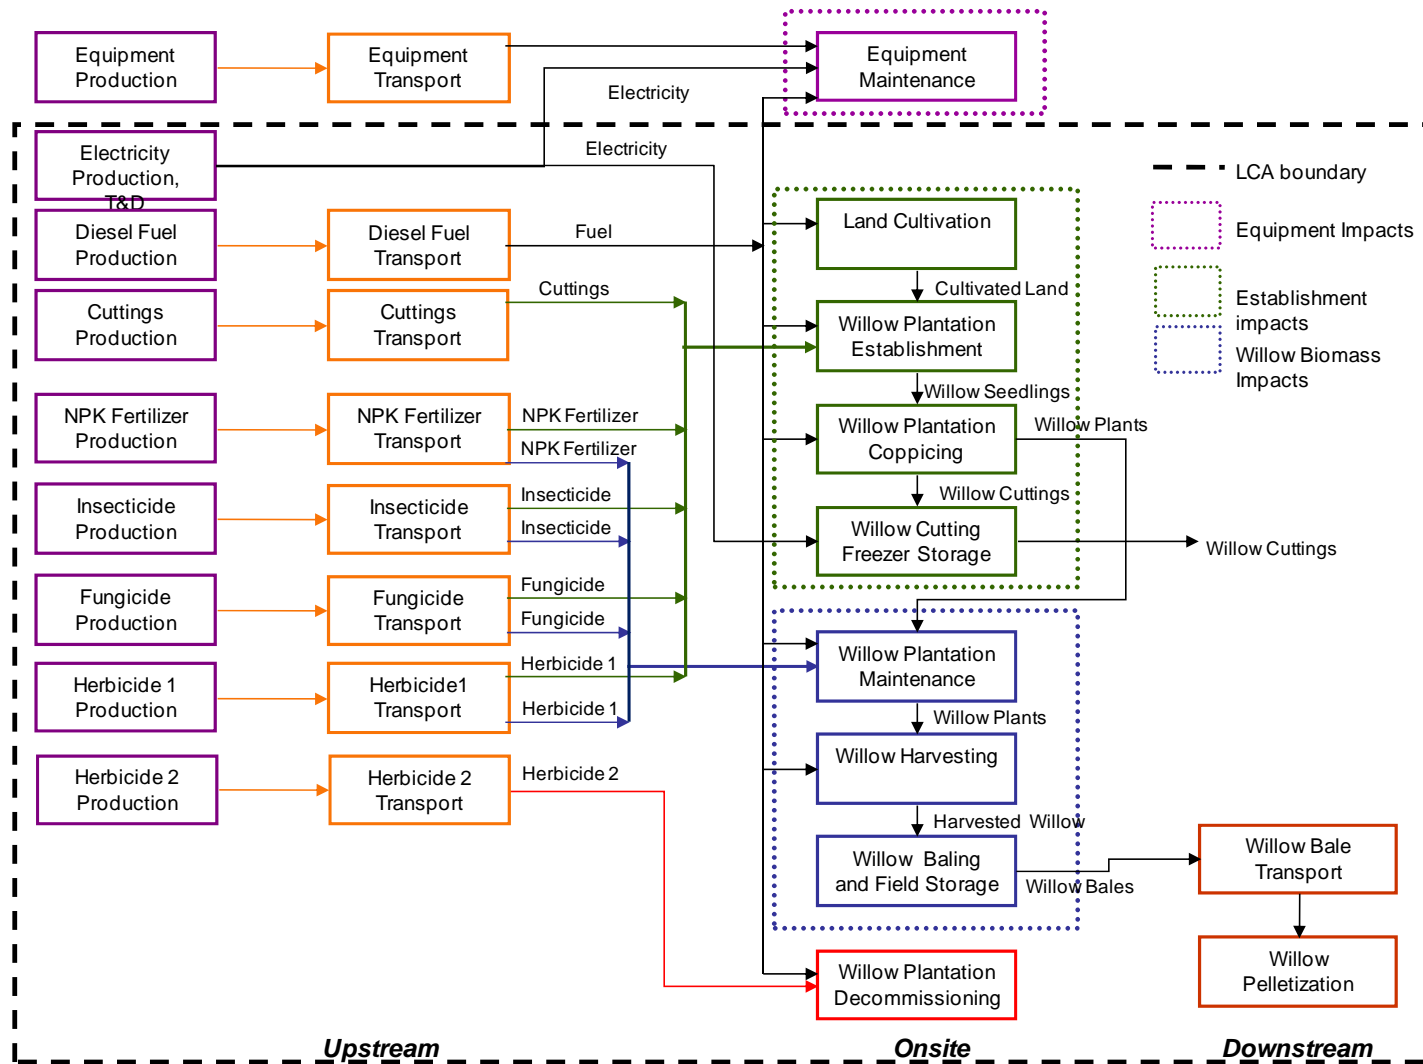 Equipment
Production
Equipment
Transport
Equipment
Maintenance
Electricity
Electricity
Production,
T&D
Electricity
LCA boundary
Equipment Impacts
Establishment
impacts
Willow Biomass
Impacts
Diesel Fuel
Production
Diesel Fuel
Transport
Fuel
Land Cultivation
Cultivated Land
Cuttings
Production
Cuttings
Transport
Cuttings
Willow Plantation
Establishment
Willow Seedlings
NPK Fertilizer
Production
NPK Fertilizer
Transport
NPK Fertilizer
NPK Fertilizer
Willow Plantation
Coppicing
Willow Plants
Willow Cuttings
Insecticide
Production
Insecticide
Transport
Insecticide
Insecticide
Willow Cutting
Freezer Storage
Willow Cuttings
Fungicide
Production
Fungicide
Transport
Fungicide
Fungicide
Herbicide 1
Production
Herbicide1
Transport
Herbicide 1
Herbicide 1
Willow Plantation
Maintenance
Willow Plants
Herbicide 2
Production
Herbicide 2
Transport
Herbicide 2
Willow Harvesting
Harvested Willow
Willow Baling
and Field Storage
Willow Bales
Willow Bale
Transport
Willow
Pelletization
Willow Plantation
Decommissioning
Upstream
Onsite
Downstream